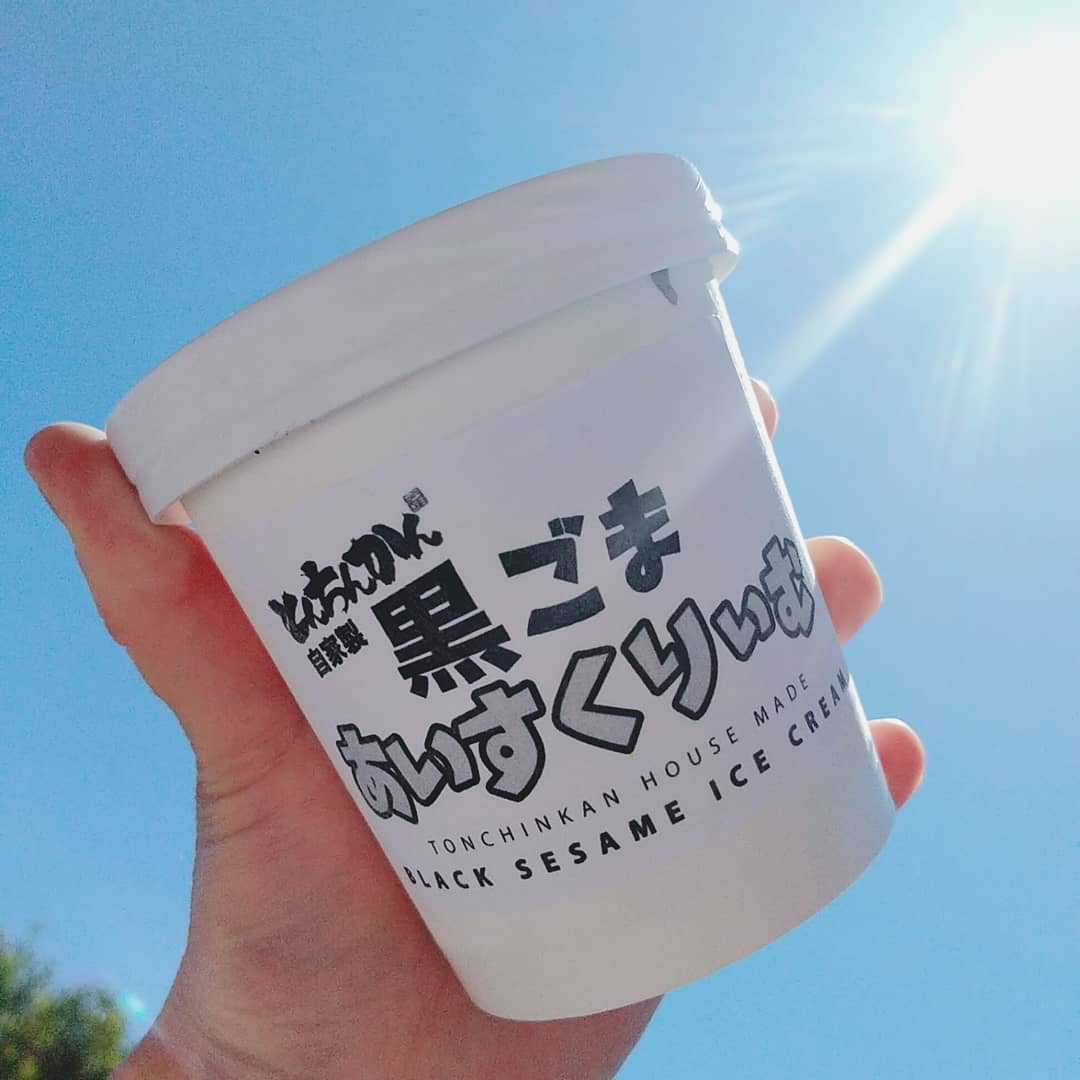 とんちんかん
自家製
黒ごま
あいすくりぃむ
TONCHINKAN HOUSE MADE
BLACK SESAME ICE CREAM